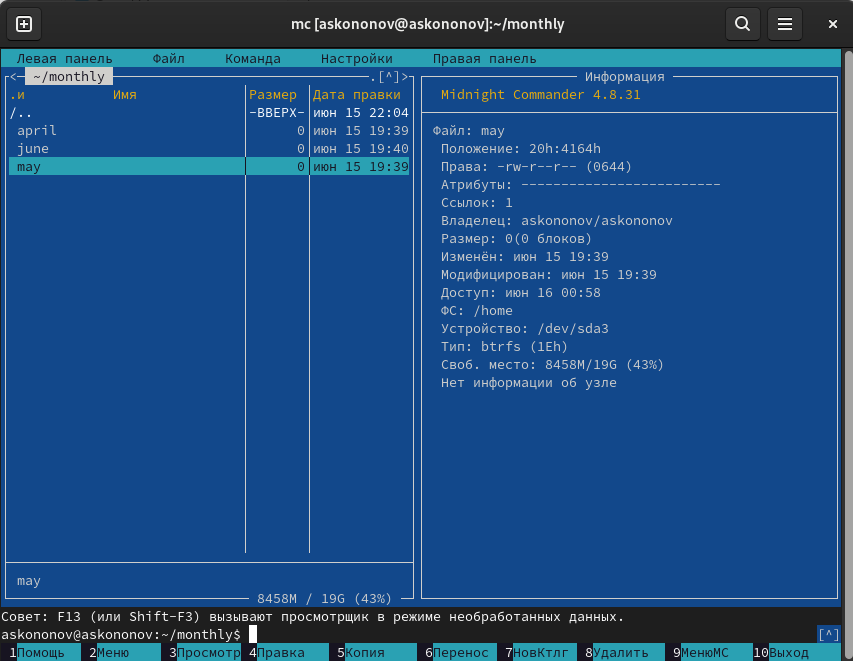 mc [askononov@askononov]:~/monthly
Левая панель Файл Команда Настройки Правая панель
<─ ~/monthly .[^]>
.и Имя Размер Дата правки
/.. -ВВЕРХ- июн 15 22:04
april 0 июн 15 19:39
june 0 июн 15 19:40
may 0 июн 15 19:39
may
8458M / 19G (43%)
Информация
Midnight Commander 4.8.31
Файл: may
Положение: 20h:4164h
Права: -rw-r--r-- (0644)
Атрибуты: -------------------------
Ссылок: 1
Владелец: askononov/askononov
Размер: 0(0 блоков)
Изменён: июн 15 19:39
Модифицирован: июн 15 19:39
Доступ: июн 16 00:58
ФС: /home
Устройство: /dev/sda3
Тип: btrfs (1Eh)
Своб. место: 8458M/19G (43%)
Нет информации об узле
Совет: F13 (или Shift-F3) вызывают просмотрщик в режиме необработанных данных.
askononov@askononov:~/monthly$ [^]
1Помощь 2Меню 3Просмотр 4Правка 5Копия 6Перенос 7НовКтлг 8Удалить 9МенюМС 10Выход